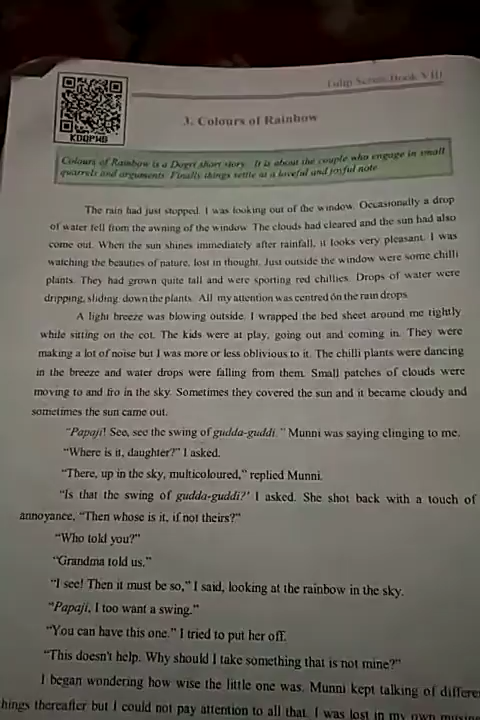 Tulip Series Book VIII
KDQPWB
3. Colours of Rainbow
Colours of Rainbow is a Dogri short story. It is about the couple who engage in small
quarrels and arguments. Finally things settle at a loveful and joyful note.
The rain had just stopped. I was looking out of the window. Occasionally a drop
of water fell from the awning of the window. The clouds had cleared and the sun had also
come out. When the sun shines immediately after rainfall, it looks very pleasant. I was
watching the beauties of nature, lost in thought. Just outside the window were some chilli
plants. They had grown quite tall and were sporting red chillies. Drops of water were
dripping, sliding down the plants. All my attention was centred on the rain drops.
A light breeze was blowing outside. I wrapped the bed sheet around me tightly
while sitting on the cot. The kids were at play, going out and coming in. They were
making a lot of noise but I was more or less oblivious to it. The chilli plants were dancing
in the breeze and water drops were falling from them. Small patches of clouds were
moving to and fro in the sky. Sometimes they covered the sun and it became cloudy and
sometimes the sun came out.
"Papaji! See, see the swing of gudda-guddi." Munni was saying clinging to me.
"Where is it, daughter?" I asked.
"There, up in the sky, multicoloured," replied Munni.
"Is that the swing of gudda-guddi?' I asked. She shot back with a touch of
annoyance, "Then whose is it, if not theirs?"
"Who told you?"
"Grandma told us."
"I see! Then it must be so," I said, looking at the rainbow in the sky.
"Papaji, I too want a swing."
"You can have this one." I tried to put her off.
"This doesn't help. Why should I take something that is not mine?"
I began wondering how wise the little one was. Munni kept talking of differe
hings thereafter but I could not pay attention to all that. I was lost in my own musing